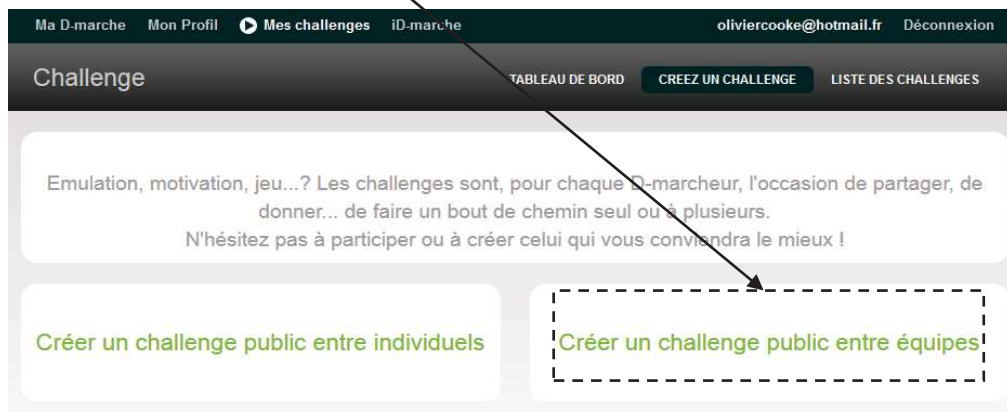 Ma D-marche Mon Profil Mes challenges iD-marche oliviercooke@hotmail.fr Déconnexion
Challenge TABLEAU DE BORD CREEZ UN CHALLENGE LISTE DES CHALLENGES
Emulation, motivation, jeu...? Les challenges sont, pour chaque D-marcheur, l'occasion de partager, de
donner... de faire un bout de chemin seul ou à plusieurs.
N'hésitez pas à participer ou à créer celui qui vous conviendra le mieux !
Créer un challenge public entre individuels
Créer un challenge public entre équipes